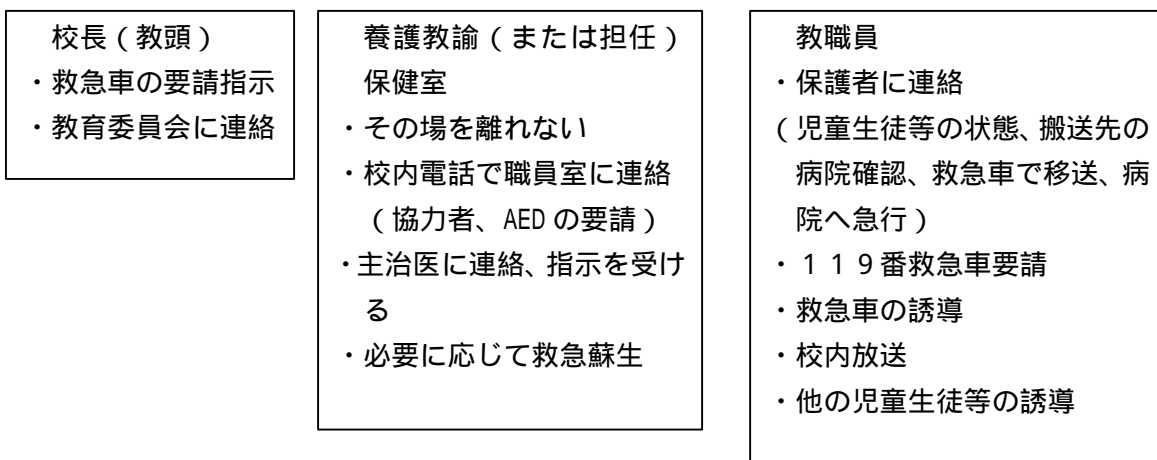 校長(教頭)
・救急車の要請指示
・教育委員会に連絡
養護教諭(または担任)
保健室
・その場を離れない
・校内電話で職員室に連絡
(協力者、AEDの要請)
・主治医に連絡、指示を受け
る
・必要に応じて救急蘇生
教職員
・保護者に連絡
(児童生徒等の状態、搬送先の
病院確認、救急車で移送、病
院へ急行)
・119番救急車要請
・救急車の誘導
・校内放送
・他の児童生徒等の誘導